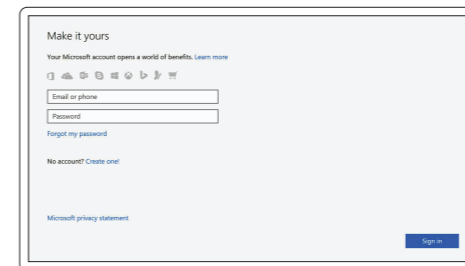 Make it yours
Your Microsoft account opens a world of benefits. Learn more
Email or phone
Password
Forgot my password
No account? Create one!
Microsoft privacy statement
Sign in